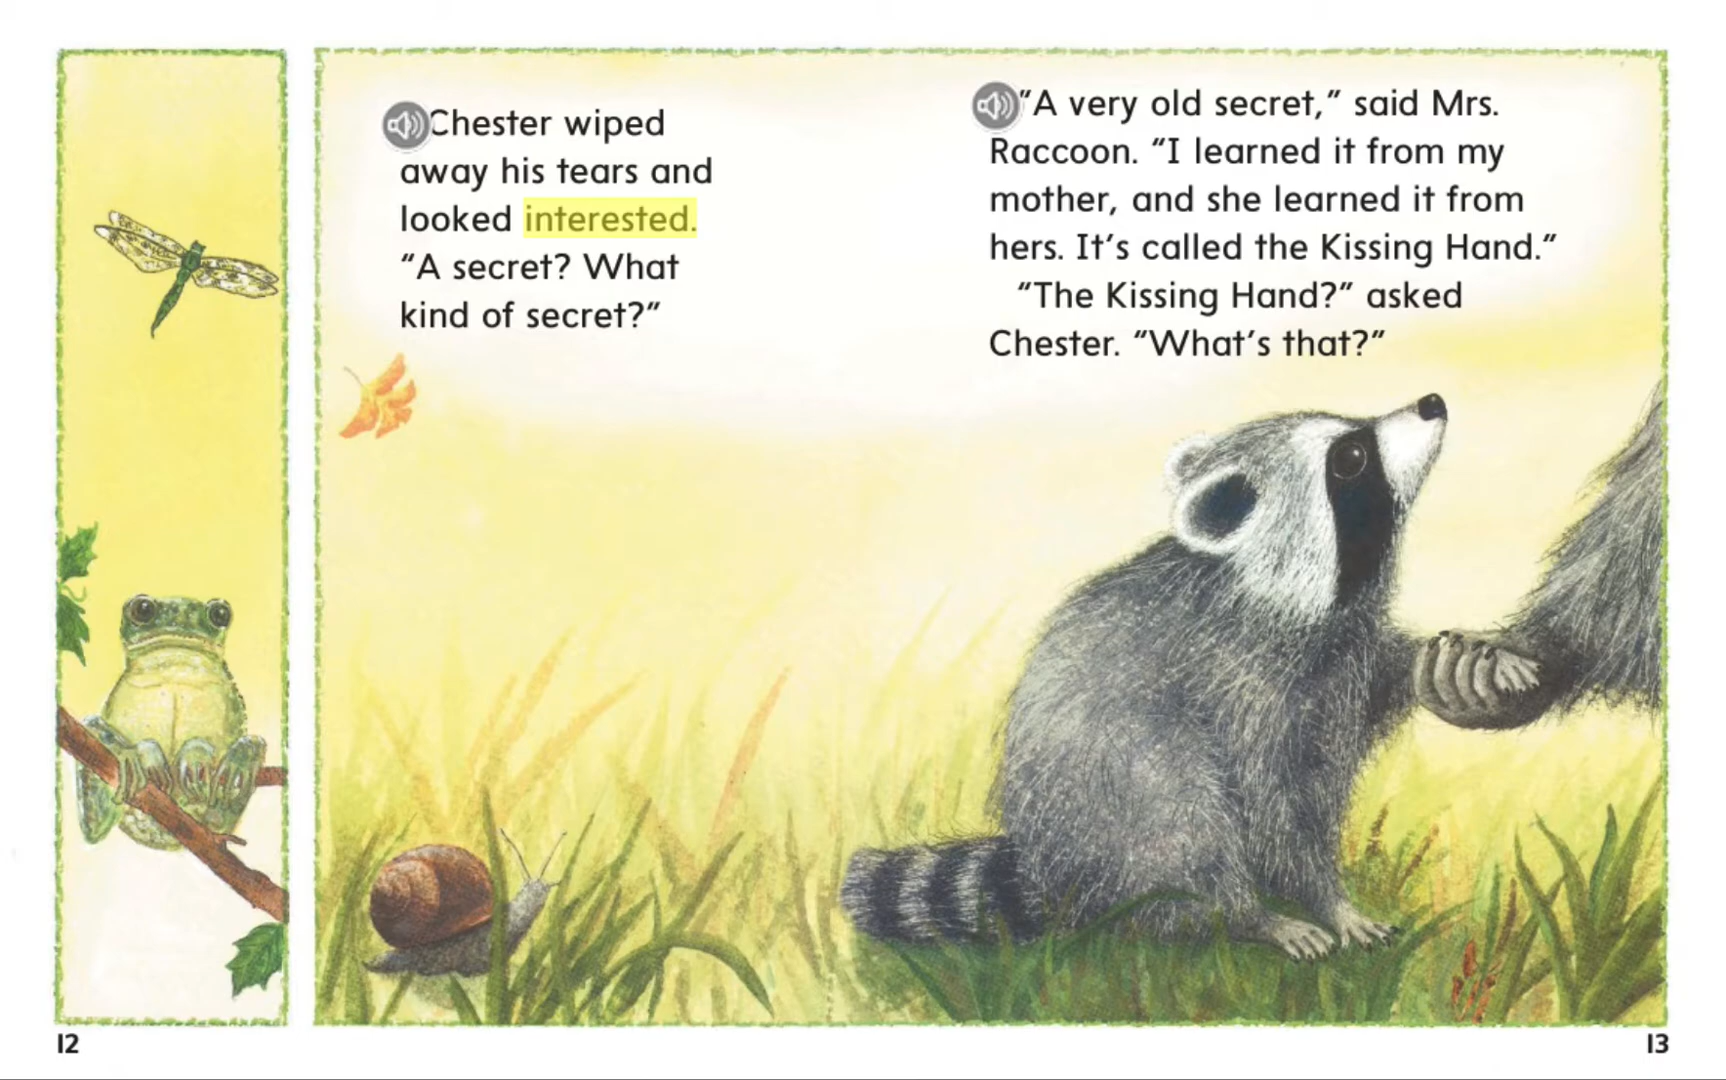 Chester wiped
away his tears and
looked interested.
“A secret? What
kind of secret?”
“A very old secret,” said Mrs.
Raccoon. “I learned it from my
mother, and she learned it from
hers. It’s called the Kissing Hand.”
“The Kissing Hand?” asked
Chester. “What’s that?”
12
13